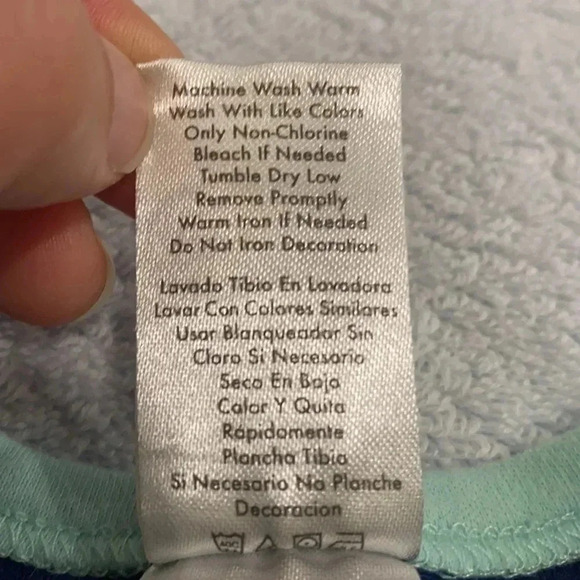 Machine Wash Warm
Wash With Like Colors
Only Non-Chlorine
Bleach If Needed
Tumble Dry Low
Remove Promptly
Warm Iron If Needed
Do Not Iron Decoration
Lavado Tibio En Lavadora
Lavar Con Colores Similares
Usar Blanqueador Sin
Cloro Si Necesario
Seco En Baja
Calor Y Quita
Rapidamente
Plancha Tibia
Si Necesario No Planche
Decoracion